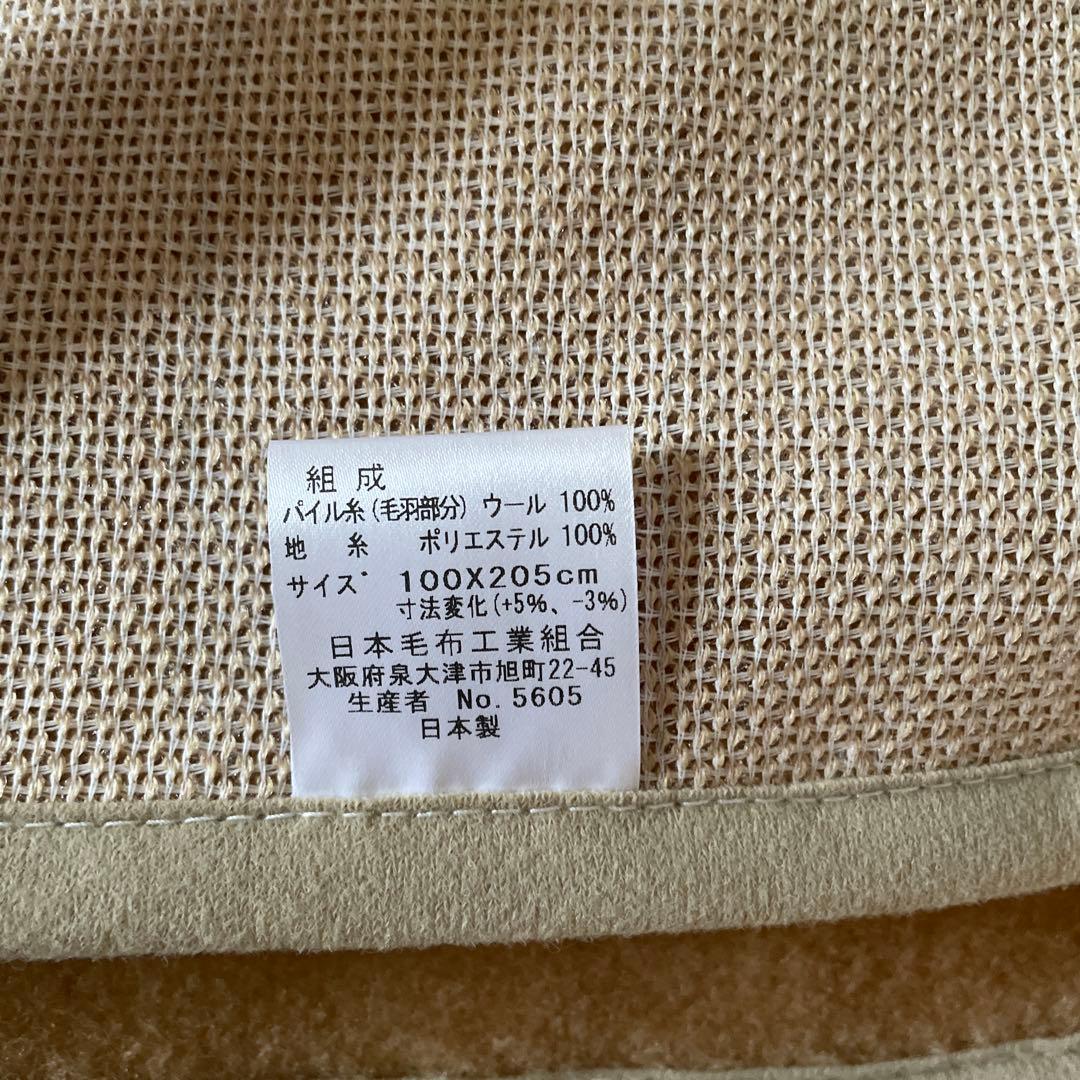 組成
パイル糸(毛羽部分) ウール 100%
地糸 ポリエステル 100%
サイズ 100X205cm
寸法変化(+5%、-3%)
日本毛布工業組合
大阪府泉大津市旭町22-45
生産者 No.5605
日本製